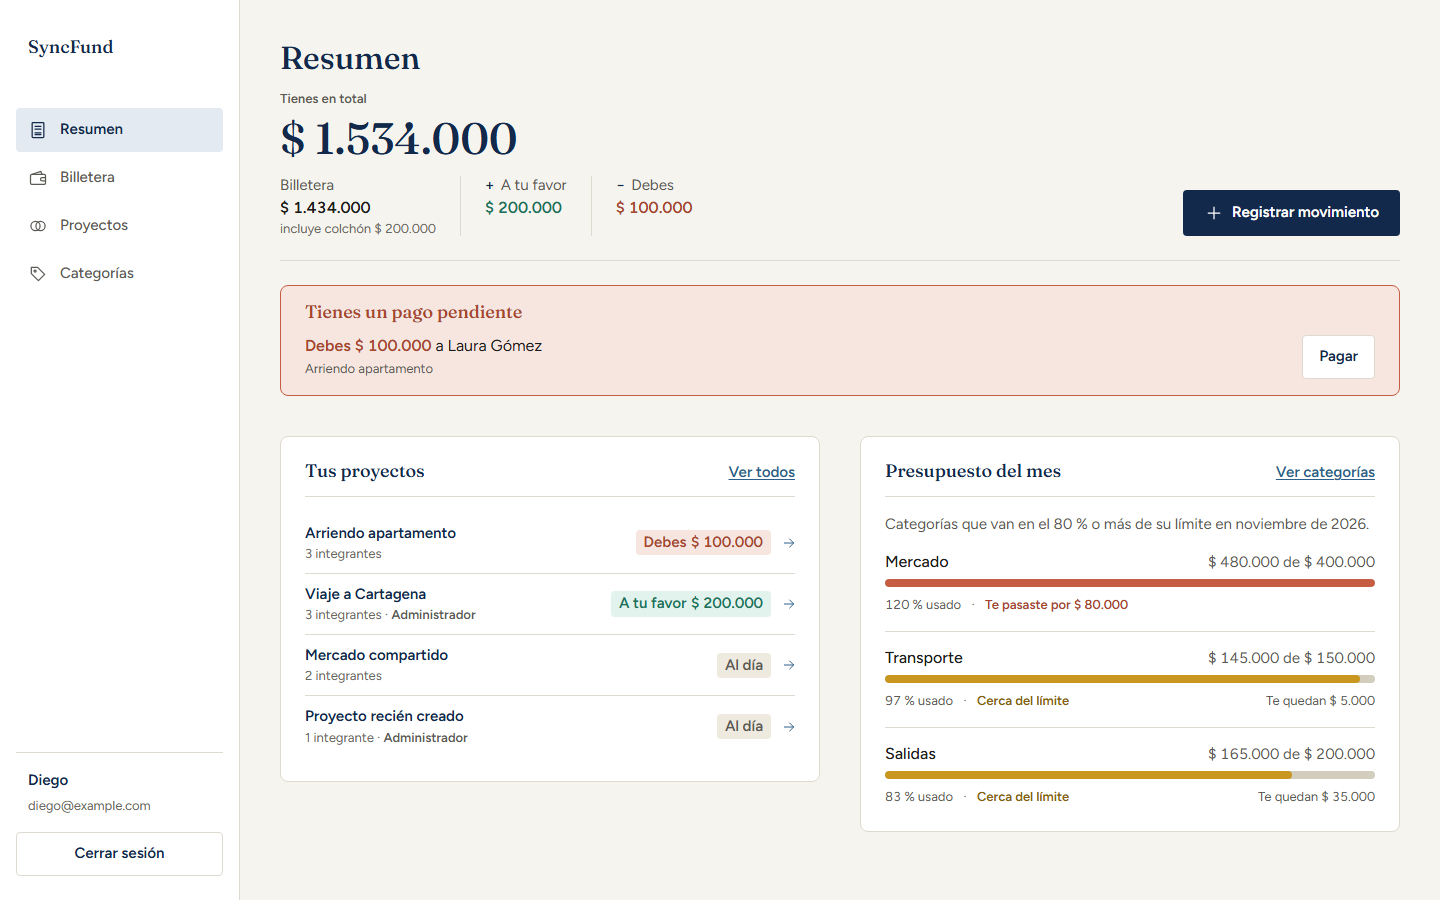 SyncFund
Resumen
Billetera
Proyectos
Categorías
Diego
diego@example.com
Cerrar sesión
Resumen
Tienes en total
$ 1.534.000
Billetera
$ 1.434.000
incluye colchón $ 200.000
+ A tu favor
$ 200.000
− Debes
$ 100.000
Registrar movimiento
Tienes un pago pendiente
Debes $ 100.000 a Laura Gómez
Arriendo apartamento
Pagar
Tus proyectos
Ver todos
Arriendo apartamento
3 integrantes
Debes $ 100.000
Viaje a Cartagena
3 integrantes · Administrador
A tu favor $ 200.000
Mercado compartido
2 integrantes
Al día
Proyecto recién creado
1 integrante · Administrador
Al día
Presupuesto del mes
Ver categorías
Categorías que van en el 80 % o más de su límite en noviembre de 2026.
Mercado
$ 480.000 de $ 400.000
120 % usado · Te pasaste por $ 80.000
Transporte
$ 145.000 de $ 150.000
97 % usado · Cerca del límite
Te quedan $ 5.000
Salidas
$ 165.000 de $ 200.000
83 % usado · Cerca del límite
Te quedan $ 35.000